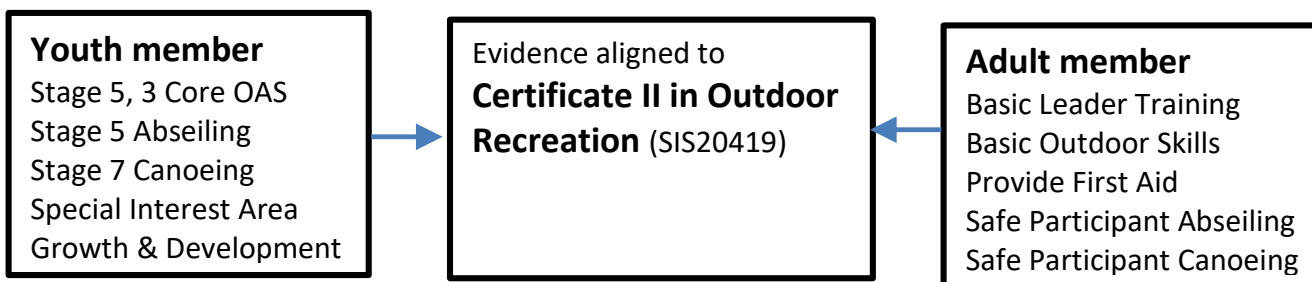 Youth member
Stage 5, 3 Core OAS
Stage 5 Abseiling
Stage 7 Canoeing
Special Interest Area
Growth & Development
Evidence aligned to
Certificate II in Outdoor
Recreation (SIS20419)
Adult member
Basic Leader Training
Basic Outdoor Skills
Provide First Aid
Safe Participant Abseiling
Safe Participant Canoeing